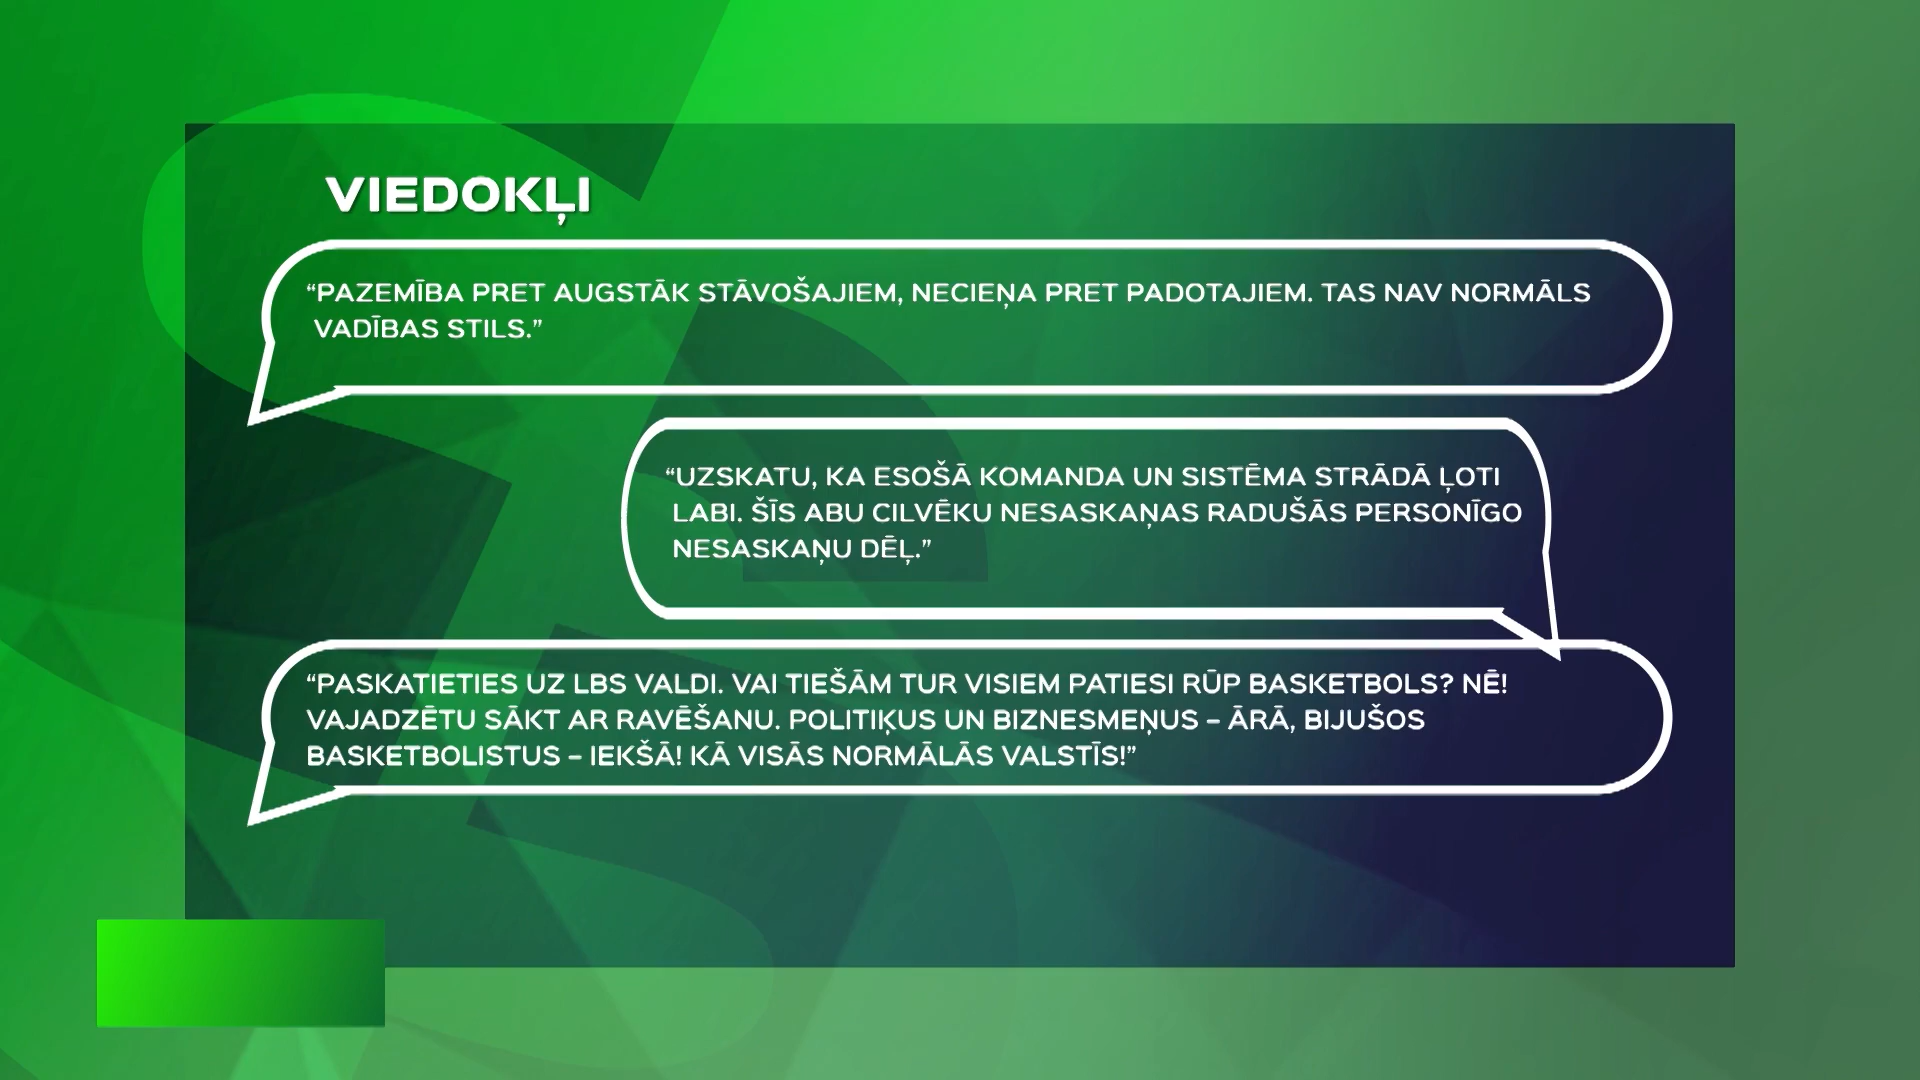 VIEDOKĻI
“PAZEMĪBA PRET AUGSTĀK STĀVOŠAJIEM, NECIEŅA PRET PADOTAJIEM. TAS NAV NORMĀLS
VADĪBAS STILS.”
“UZSKATU, KA ESOŠĀ KOMANDA UN SISTĒMA STRĀDĀ ĻOTI
LABI. ŠĪS ABU CILVĒKU NESASKAŅAS RADUŠĀS PERSONĪGO
NESASKAŅU DĒĻ.”
“PASKATIETIES UZ LBS VALDI. VAI TIEŠĀM TUR VISIEM PATIESI RŪP BASKETBOLS? NĒ!
VAJADZĒTU SĀKT AR RAVĒŠANU. POLITIĶUS UN BIZNESMEŅUS – ĀRĀ, BIJUŠOS
BASKETBOLISTUS – IEKŠĀ! KĀ VISĀS NORMĀLĀS VALSTĪS!”